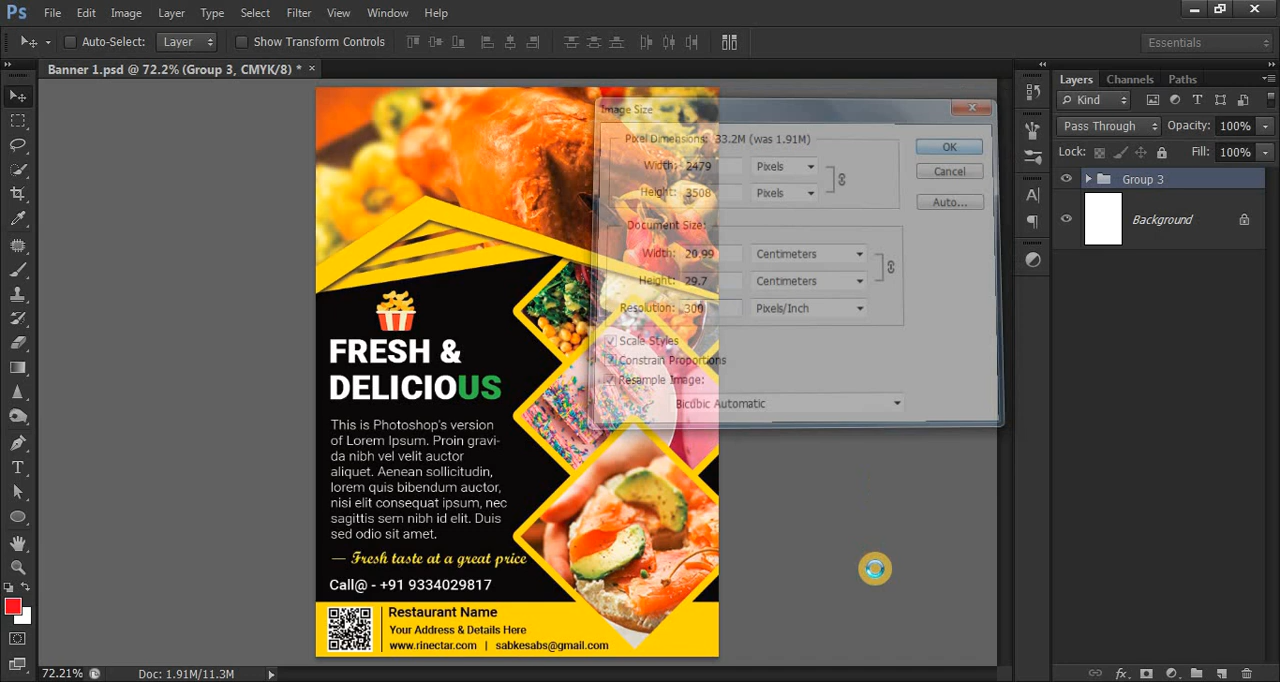 Ps File Edit Image Layer Type Select Filter View Window Help
Auto-Select: Layer Show Transform Controls Essentials
Banner 1.psd @ 72.2% (Group 3, CMYK/8) * ×
Image Size
Pixel Dimensions: 33.2M (was 1.91M)
Width: 2479 Pixels
Height: 3508 Pixels
Document Size:
Width: 20.99 Centimeters
Height: 29.7 Centimeters
Resolution: 300 Pixels/Inch
Scale Styles
Constrain Proportions
Resample Image:
Bicubic Automatic
OK
Cancel
Auto...
FRESH &
DELICIOUS
This is Photoshop's version
of Lorem Ipsum. Proin gravi-
da nibh vel velit auctor
aliquet. Aenean sollicitudin,
lorem quis bibendum auctor,
nisi elit consequat ipsum, nec
sagittis sem nibh id elit. Duis
sed odio sit amet.
— Fresh taste at a great price
Call@ - +91 9334029817
Restaurant Name
Your Address & Details Here
www.rinectar.com | sabkesabs@gmail.com
Layers Channels Paths
Kind
Pass Through Opacity: 100%
Lock: Fill: 100%
Group 3
Background
72.21% Doc: 1.91M/11.3M